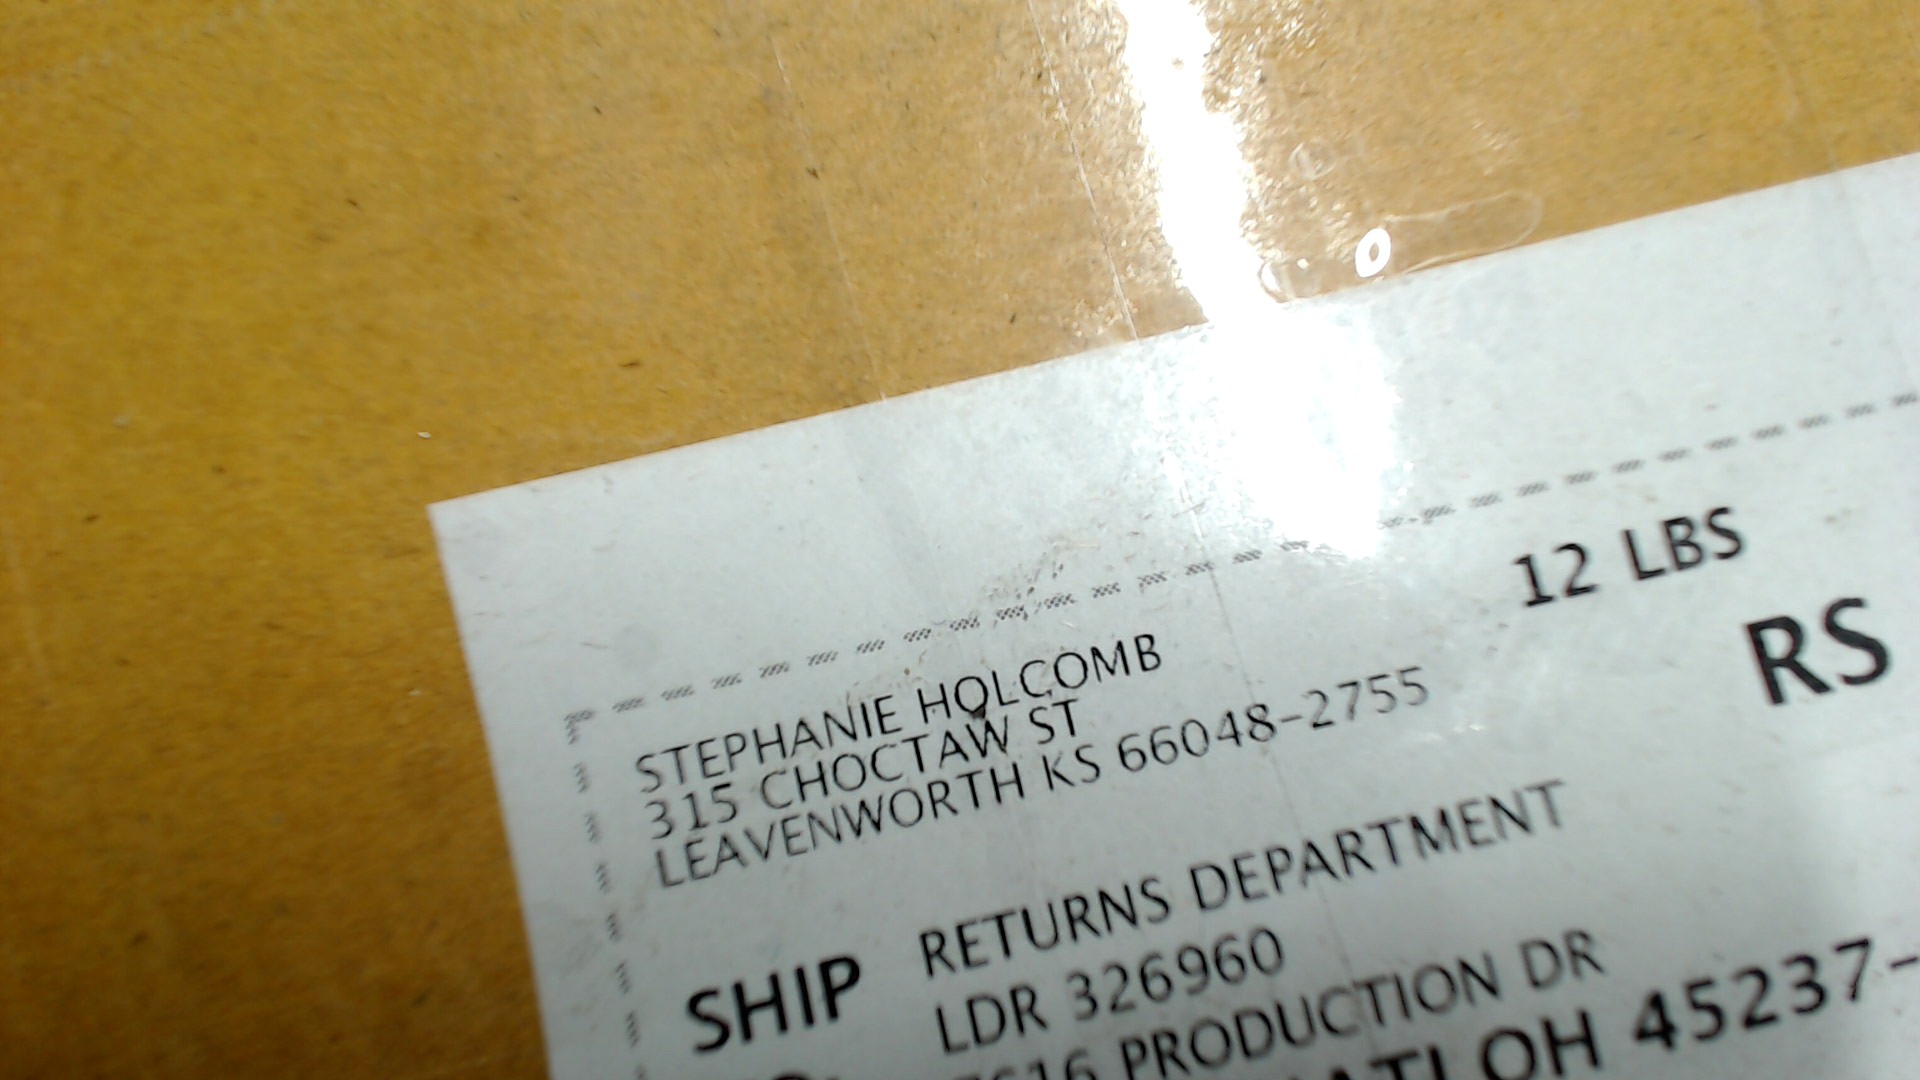 12 LBS
RS
STEPHANIE HOLCOMB
315 CHOCTAW ST
LEAVENWORTH KS 66048-2755
SHIP
RETURNS DEPARTMENT
LDR 326960
PRODUCTION DR
OH 45237-